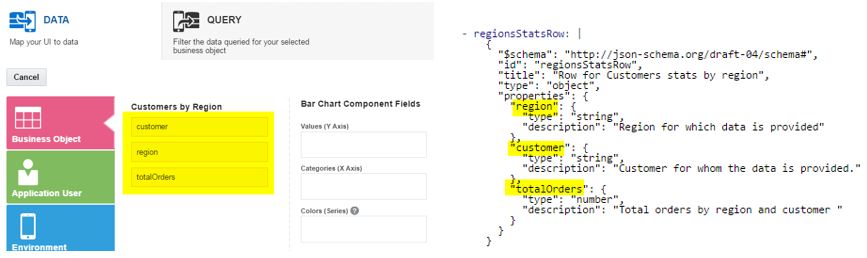 DATA
Map your UI to data
QUERY
Filter the data queried for your selected
business object
Cancel
Business Object
Application User
Environment
Customers by Region
customer
region
totalOrders
Bar Chart Component Fields
Values (Y Axis)
Categories (X Axis)
Colors (Series) ?
- regionsStatsRow: |
{
"$schema": "http://json-schema.org/draft-04/schema#",
"id": "regionsStatsRow",
"title": "Row for Customers stats by region",
"type": "object",
"properties": {
"region": {
"type": "string",
"description": "Region for which data is provided"
},
"customer": {
"type": "string",
"description": "Customer for whom the data is provided."
},
"totalOrders": {
"type": "number",
"description": "Total orders by region and customer "
}
}
}